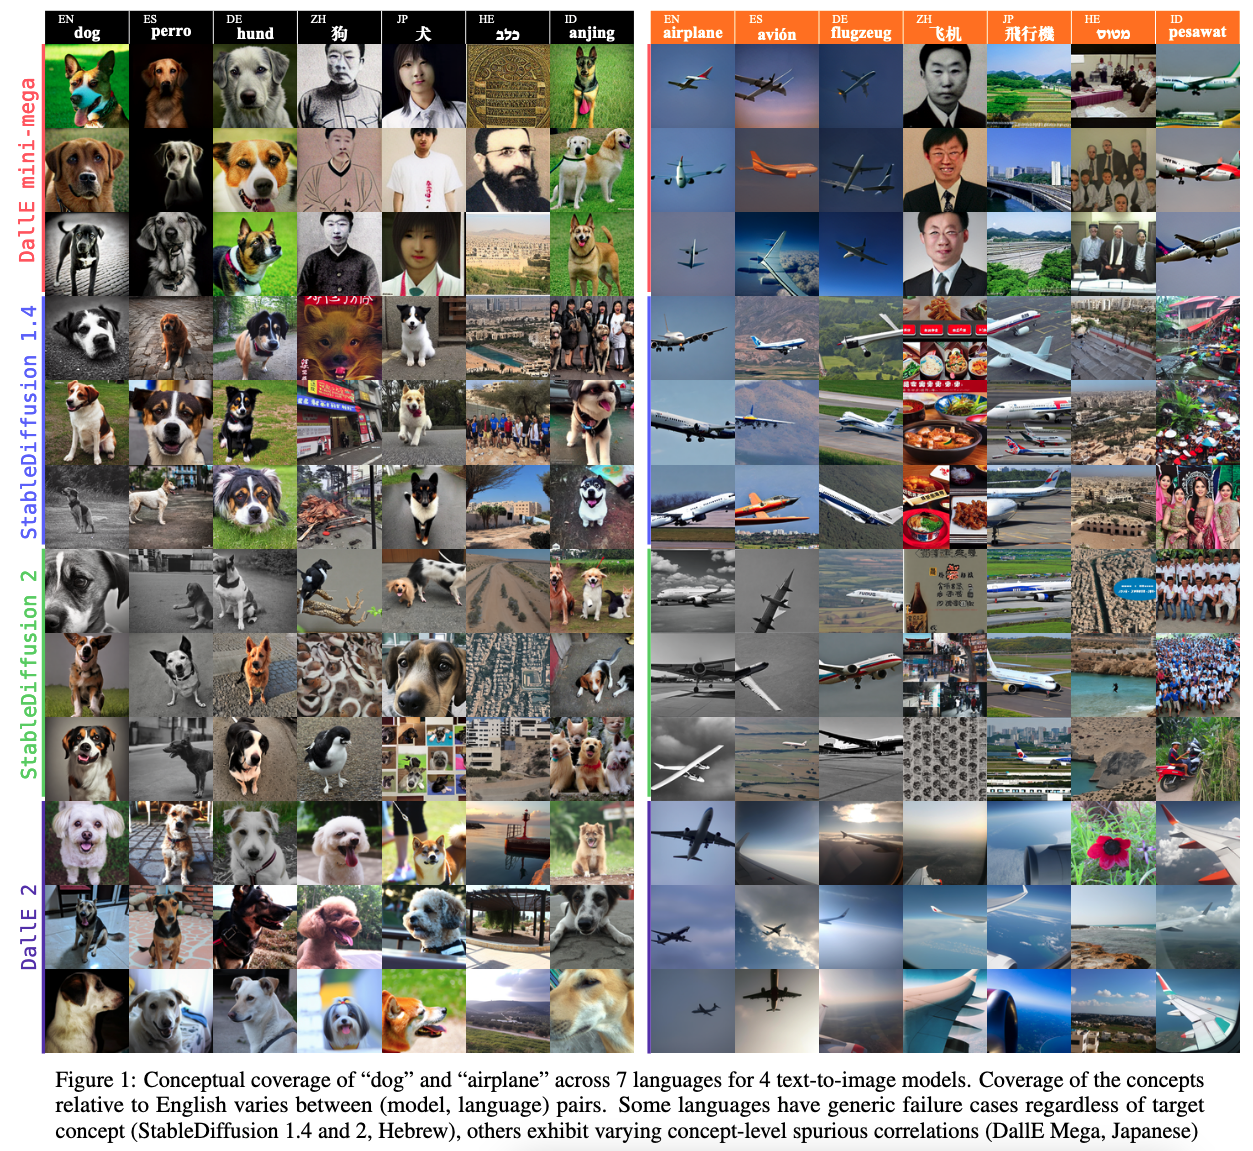 EN ES DE ZH JP HE ID
dog perro hund 狗 犬 כלב anjing
EN ES DE ZH JP HE ID
airplane avión flugzeug 飞机 飛行機 מטוס pesawat
DallE mini-mega
StableDiffusion 1.4
StableDiffusion 2
DallE 2
Figure 1: Conceptual coverage of “dog” and “airplane” across 7 languages for 4 text-to-image models. Coverage of the concepts
relative to English varies between (model, language) pairs. Some languages have generic failure cases regardless of target
concept (StableDiffusion 1.4 and 2, Hebrew), others exhibit varying concept-level spurious correlations (DallE Mega, Japanese)